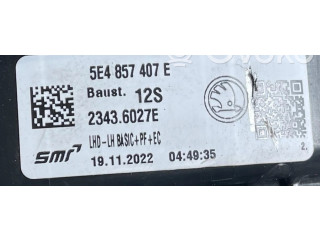 5E4 857 407 E
Baust. 12S
2343.6027E
LHD-LH BASIC+PF+EC
smr 19.11.2022 04:49:35
2.